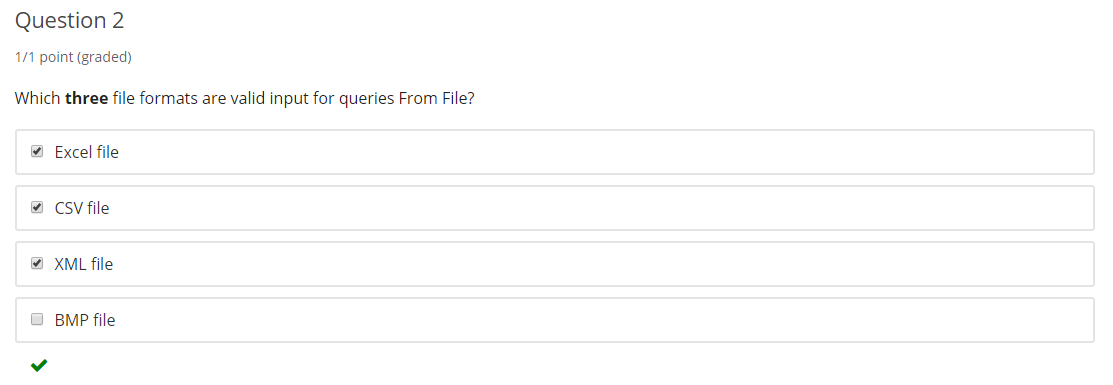 Question 2
1/1 point (graded)
Which three file formats are valid input for queries From File?
Excel file
CSV file
XML file
BMP file